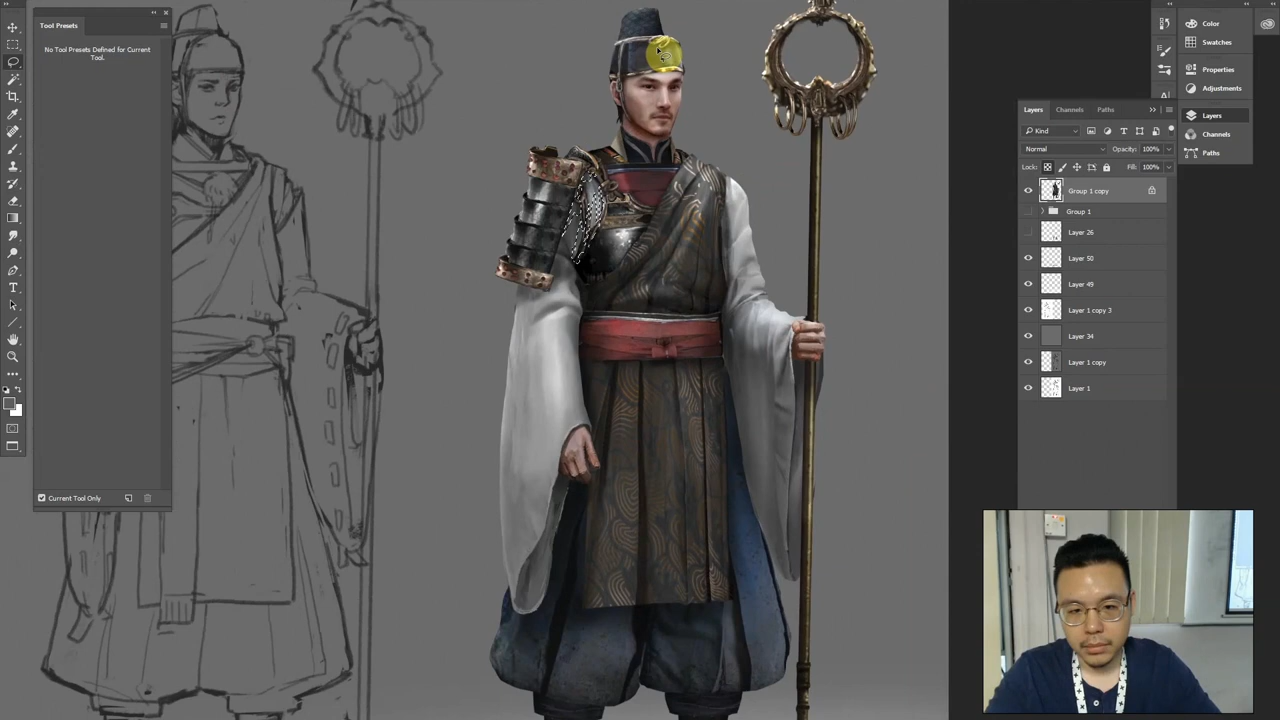 Tool Presets
No Tool Presets Defined for Current
Tool.
Current Tool Only
Color
Swatches
Properties
Adjustments
Layers
Channels
Paths
Layers
Channels
Paths
Kind
Normal
Opacity: 100%
Lock:
Fill: 100%
Group 1 copy
Group 1
Layer 26
Layer 50
Layer 49
Layer 1 copy 3
Layer 34
Layer 1 copy
Layer 1